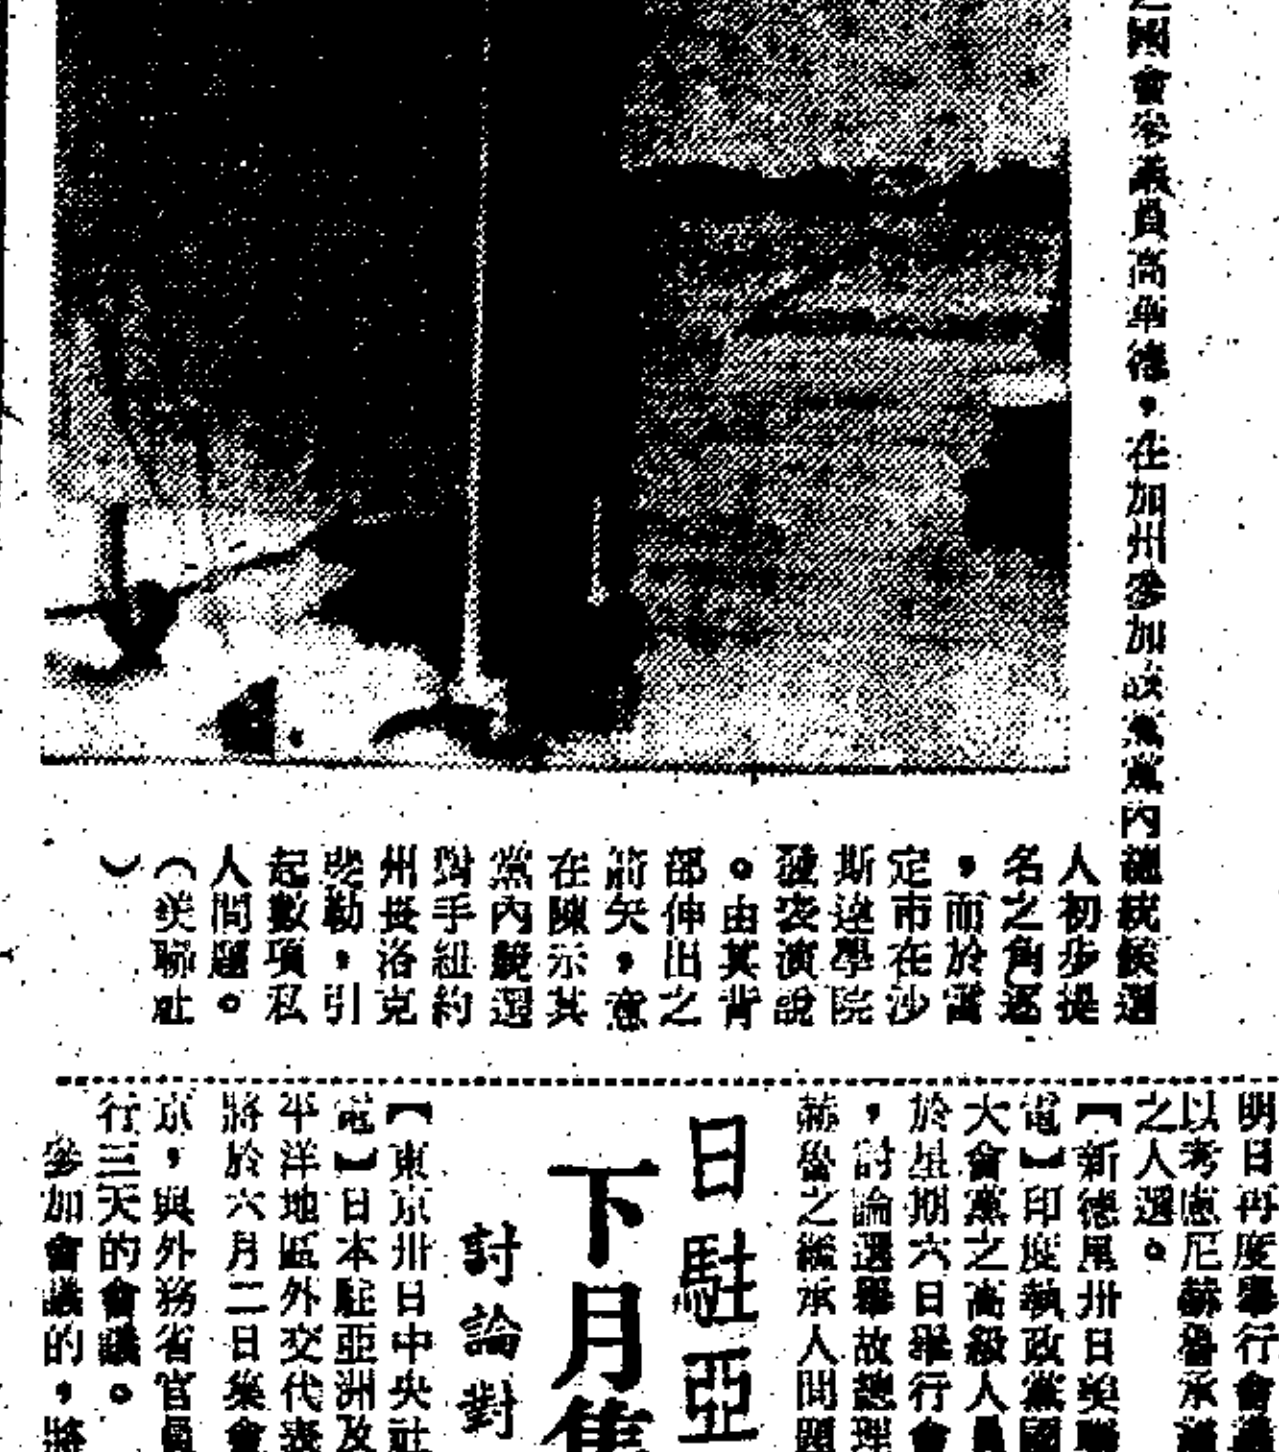 國會參議員高華德，在加州參加該黨黨內總統候選
人初步提
名之角逐
，而於富
定市在沙
斯達學院
發表演說
。由其背
部伸出之
箭矢，意
在陳示其
黨內競選
對手紐約
州長洛克
斐勒，引
起數項私
人問題。
（美聯社
）
明日再度舉行會議
以考慮尼赫魯承繼
之人選。
【新德里卅日美聯
電】印度執政黨國
大會黨之高級人員
於星期六日舉行會
，討論選舉故總理
赫魯之繼承人問題
日駐亞
下月集
討論對
【東京卅日中央社
電】日本駐亞洲及
平洋地區外交代表
將於六月二日集會
京，與外務省官員
行三天的會議。
參加會議的，將